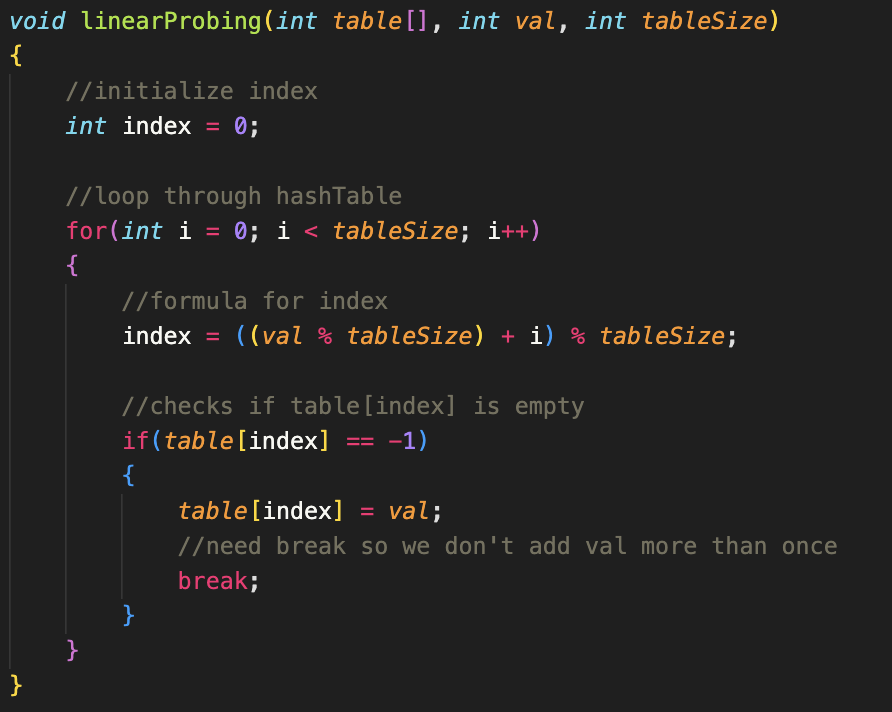 void linearProbing(int table[], int val, int tableSize)
{
    //initialize index
    int index = 0;

    //loop through hashTable
    for(int i = 0; i < tableSize; i++)
    {
        //formula for index
        index = ((val % tableSize) + i) % tableSize;

        //checks if table[index] is empty
        if(table[index] == -1)
        {
            table[index] = val;
            //need break so we don't add val more than once
            break;
        }
    }
}